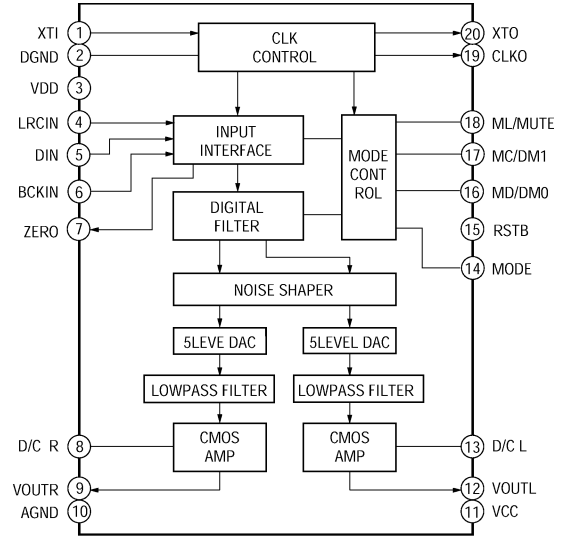 XTI 1
CLK
CONTROL
20 XTO
DGND 2
19 CLKO
VDD 3
LRCIN 4
INPUT
INTERFACE
18 ML/MUTE
DIN 5
MODE
CONT
ROL
17 MC/DM1
BCKIN 6
16 MD/DM0
ZERO 7
DIGITAL
FILTER
15 RSTB
14 MODE
NOISE SHAPER
5LEVE DAC
5LEVEL DAC
LOWPASS FILTER
LOWPASS FILTER
D/C R 8
CMOS
AMP
CMOS
AMP
13 D/C L
VOUTR 9
12 VOUTL
AGND 10
11 VCC